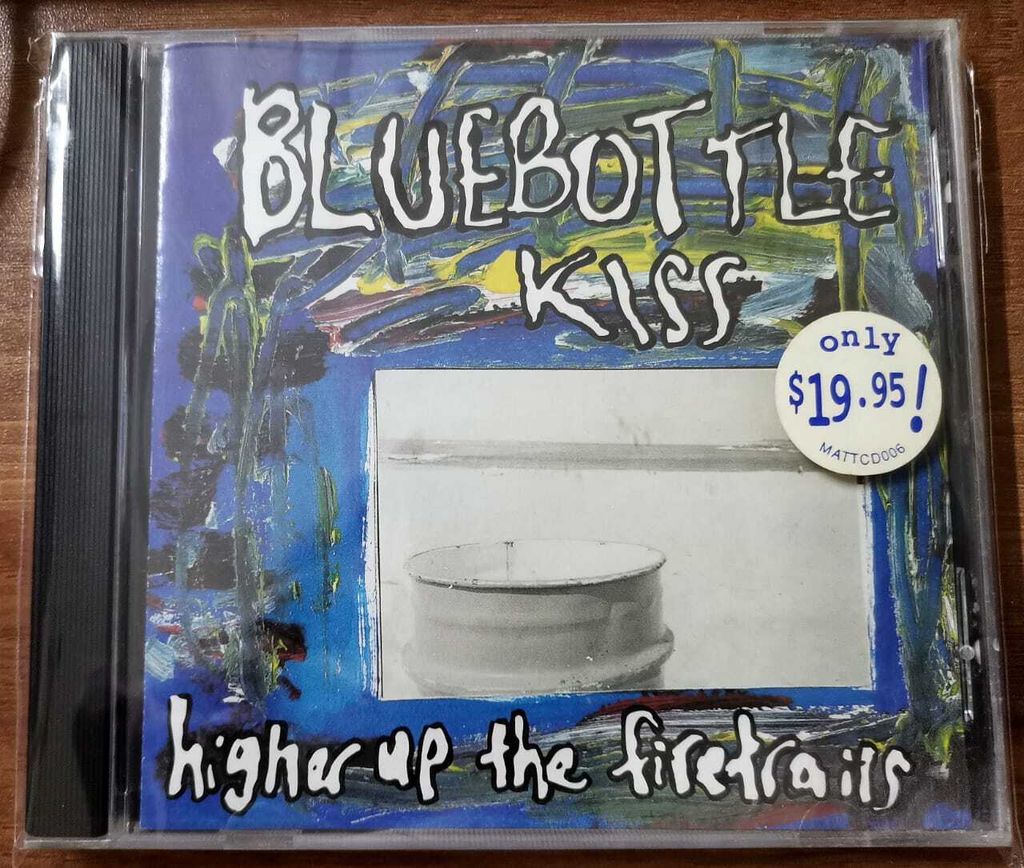 BLUEBOTTLE
KISS
only
$19.95!
MATTCD006
higher up the firetrails